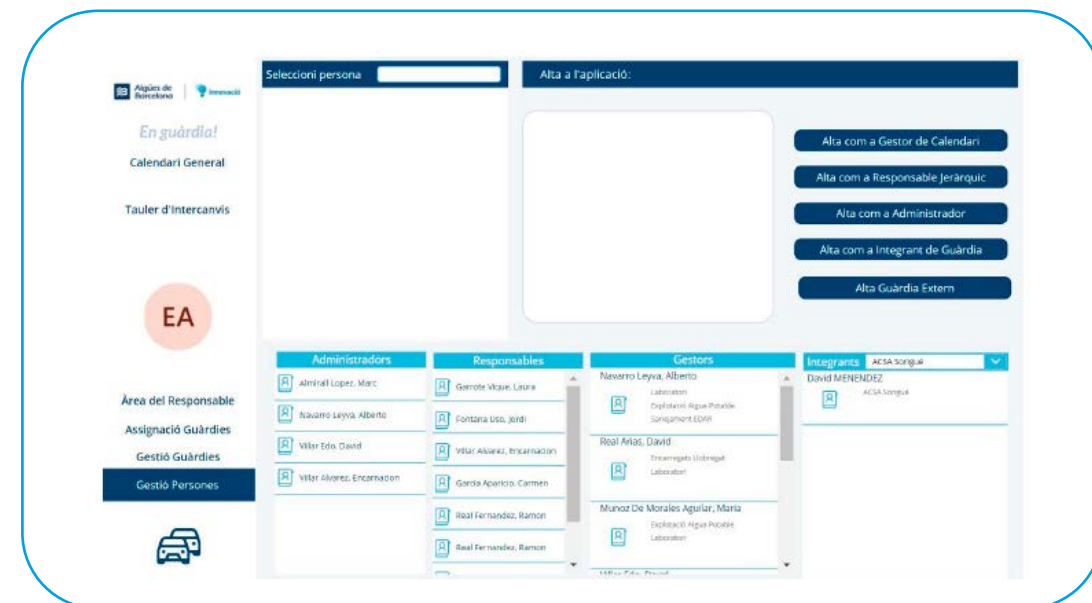 Aigües de
Barcelona
Innovació
En guàrdia!
Calendari General
Tauler d'Intercanvis
EA
Àrea del Responsable
Assignació Guàrdies
Gestió Guàrdies
Gestió Persones
Seleccioni persona
Alta a l'aplicació:
Alta com a Gestor de Calendari
Alta com a Responsable Jeràrquic
Alta com a Administrador
Alta com a Integrant de Guàrdia
Alta Guàrdia Extern
Administradors
Almirall Lopez, Marc
Navarro Leyva, Alberto
Villar Edo, David
Villar Alvarez, Encarnacion
Responsables
Garrote Vique, Laura
Fontana Uso, Jordi
Villar Alvarez, Encarnacion
Garcia Aparicio, Carmen
Real Fernandez, Ramon
Real Fernandez, Ramon
Gestors
Navarro Leyva, Alberto
Laboratori
Explotació Aigua Potable
Sanejament EDAR
Real Arias, David
Encarregats Llobregat
Laboratori
Munoz De Morales Aguilar, Maria
Explotació Aigua Potable
Laboratori
Villar Edo, David
Integrants ACSA Sorigué
David MENENDEZ
ACSA Sorigué